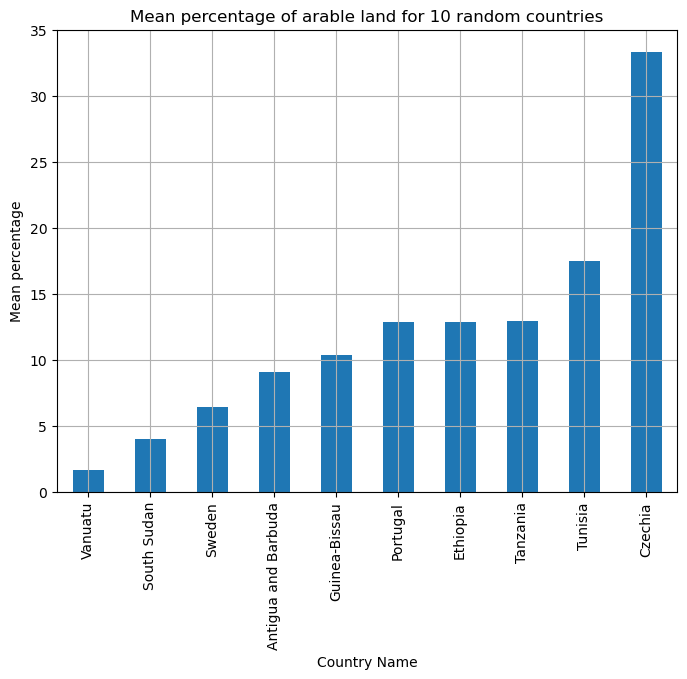 Mean percentage of arable land for 10 random countries
35
30
25
20
15
10
5
0
Mean percentage
Vanuatu
South Sudan
Sweden
Antigua and Barbuda
Guinea-Bissau
Portugal
Ethiopia
Tanzania
Tunisia
Czechia
Country Name